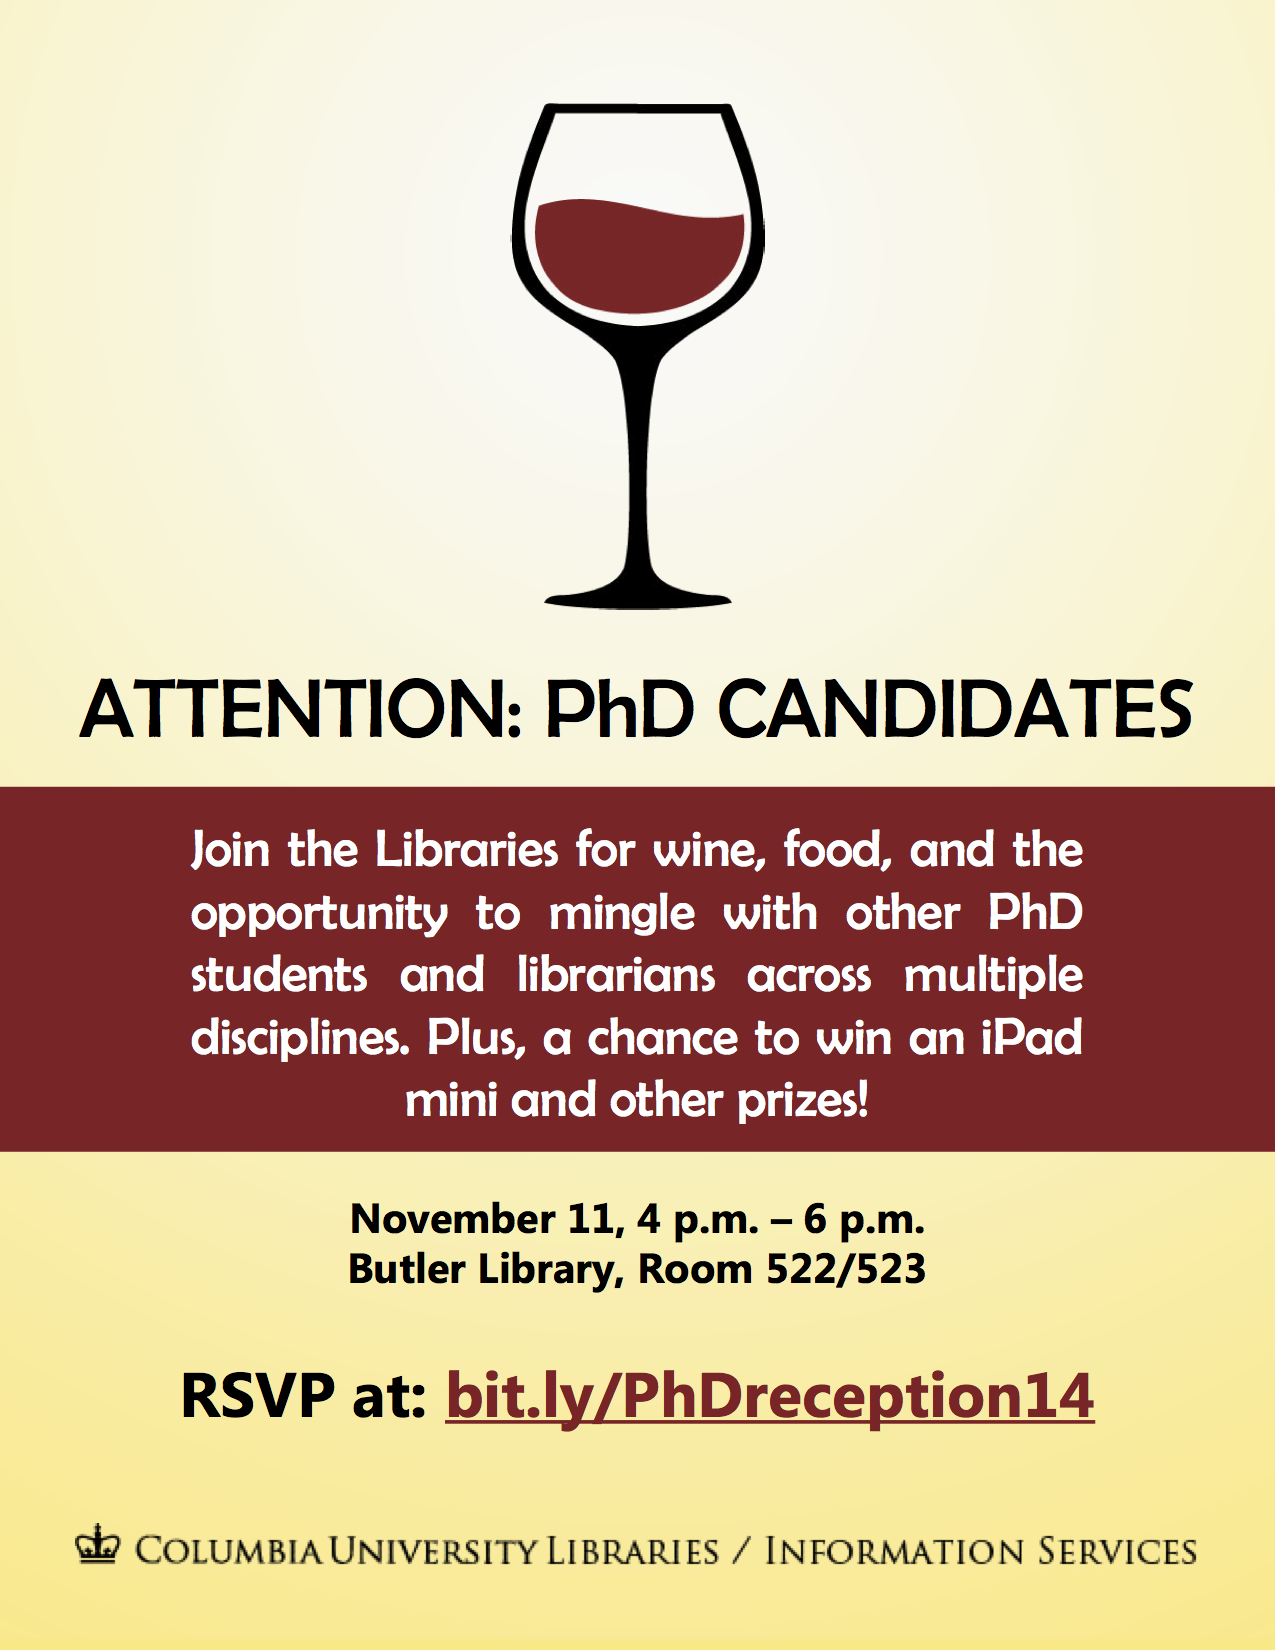 ATTENTION: PhD CANDIDATES
Join the Libraries for wine, food, and the
opportunity to mingle with other PhD
students and librarians across multiple
disciplines. Plus, a chance to win an iPad
mini and other prizes!
November 11, 4 p.m. – 6 p.m.
Butler Library, Room 522/523
RSVP at: bit.ly/PhDreception14
COLUMBIA UNIVERSITY LIBRARIES / INFORMATION SERVICES